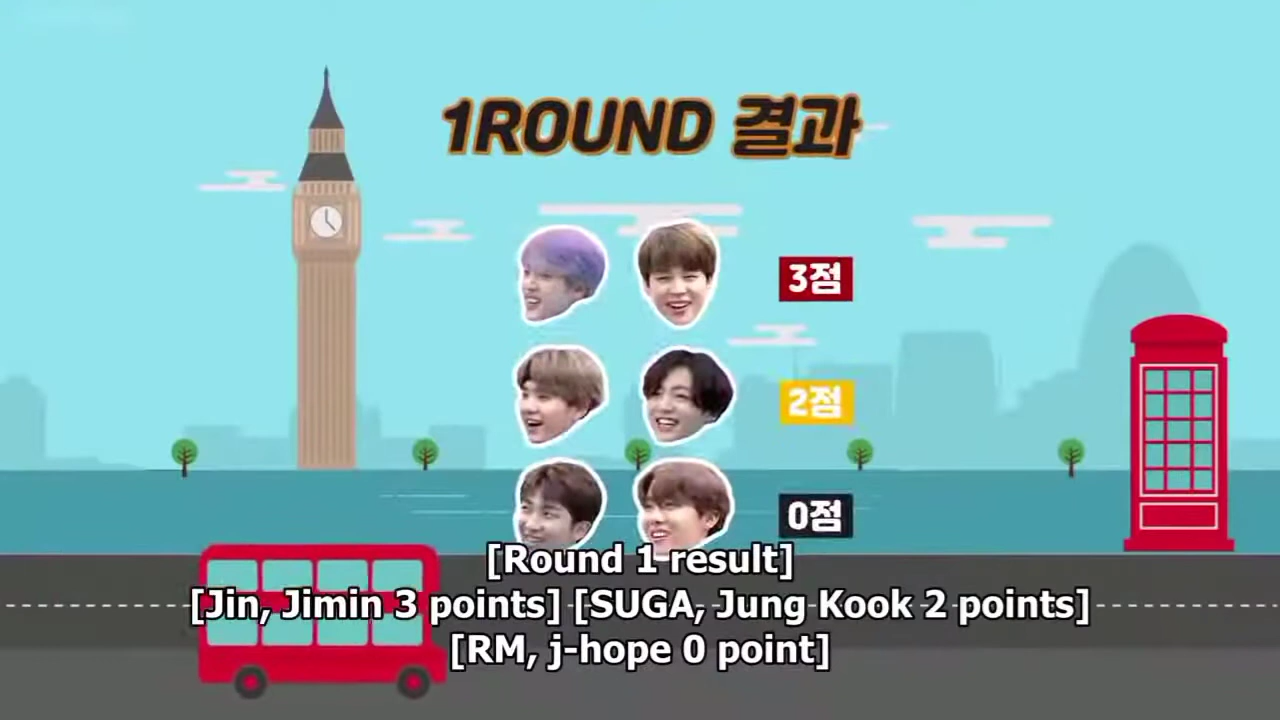 1ROUND 결과
3점
2점
0점
[Round 1 result]
[Jin, Jimin 3 points] [SUGA, Jung Kook 2 points]
[RM, j-hope 0 point]